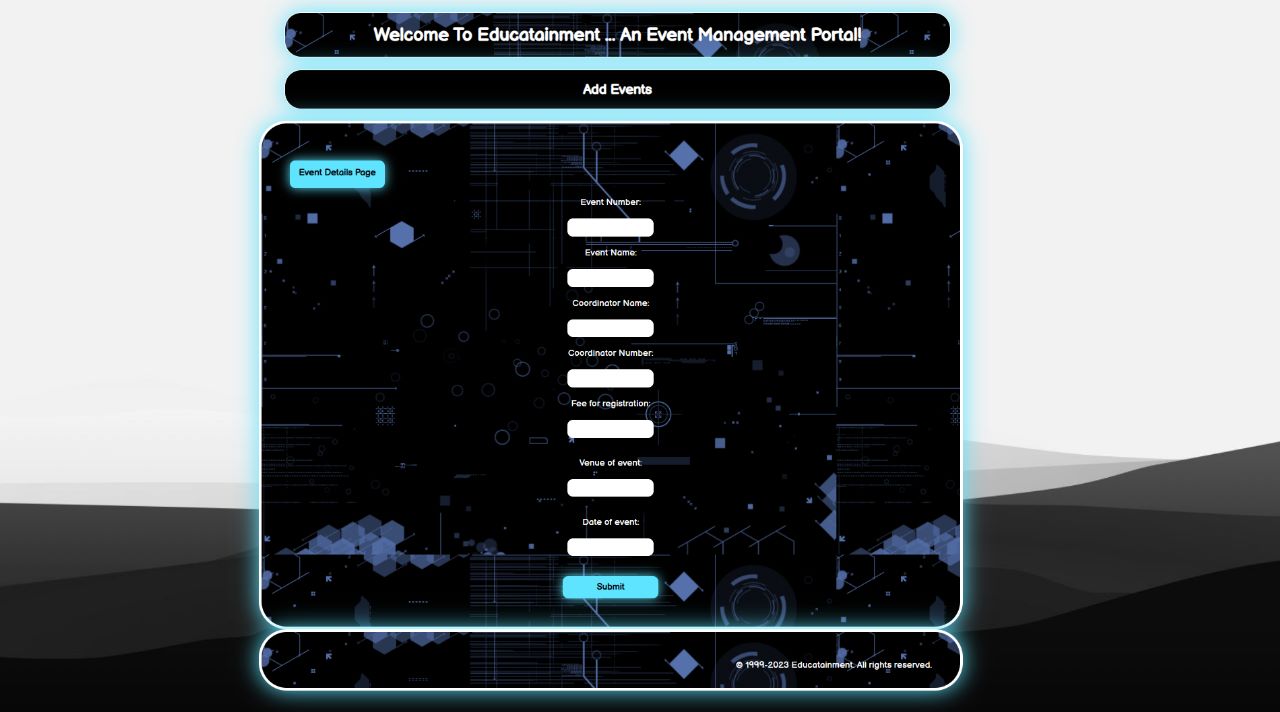 Welcome To Educatainment ... An Event Management Portal!
Add Events
Event Details Page
Event Number:
Event Name:
Coordinator Name:
Coordinator Number:
Fee for registration:
Venue of event:
Date of event:
Submit
© 1999-2023 Educatainment. All rights reserved.